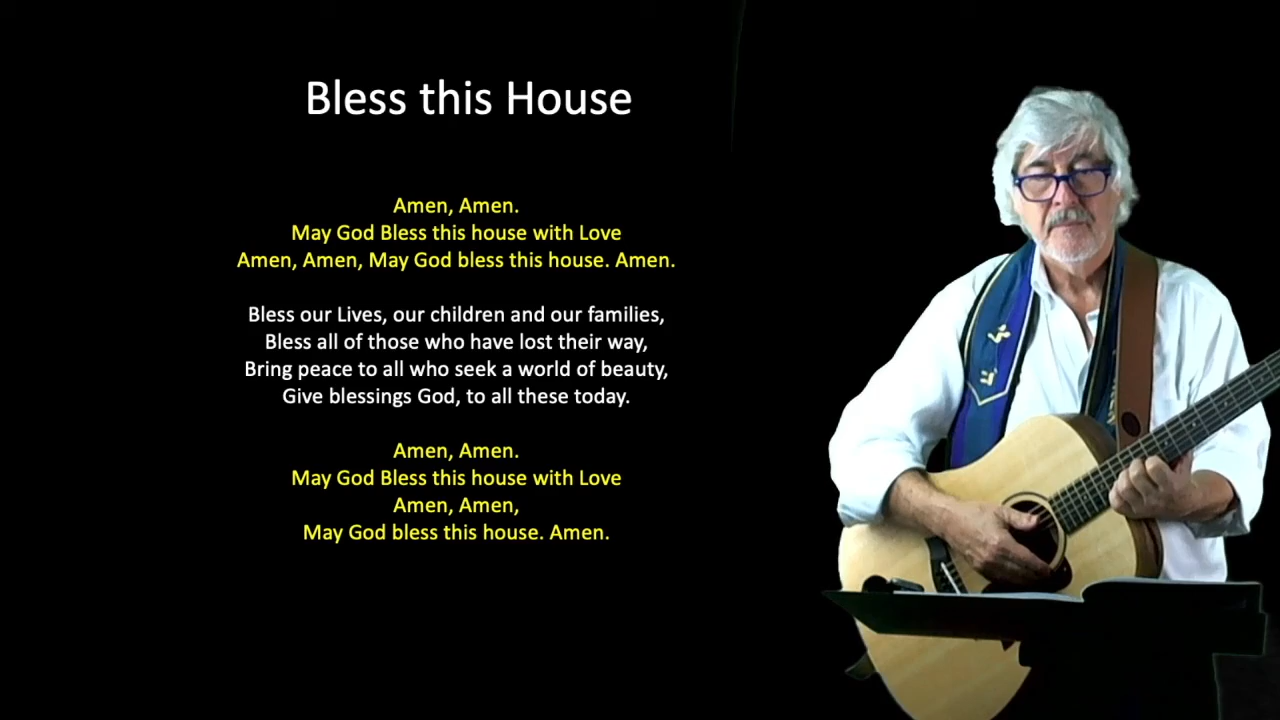 Bless this House
Amen, Amen.
May God Bless this house with Love
Amen, Amen, May God bless this house. Amen.
Bless our Lives, our children and our families,
Bless all of those who have lost their way,
Bring peace to all who seek a world of beauty,
Give blessings God, to all these today.
Amen, Amen.
May God Bless this house with Love
Amen, Amen,
May God bless this house. Amen.